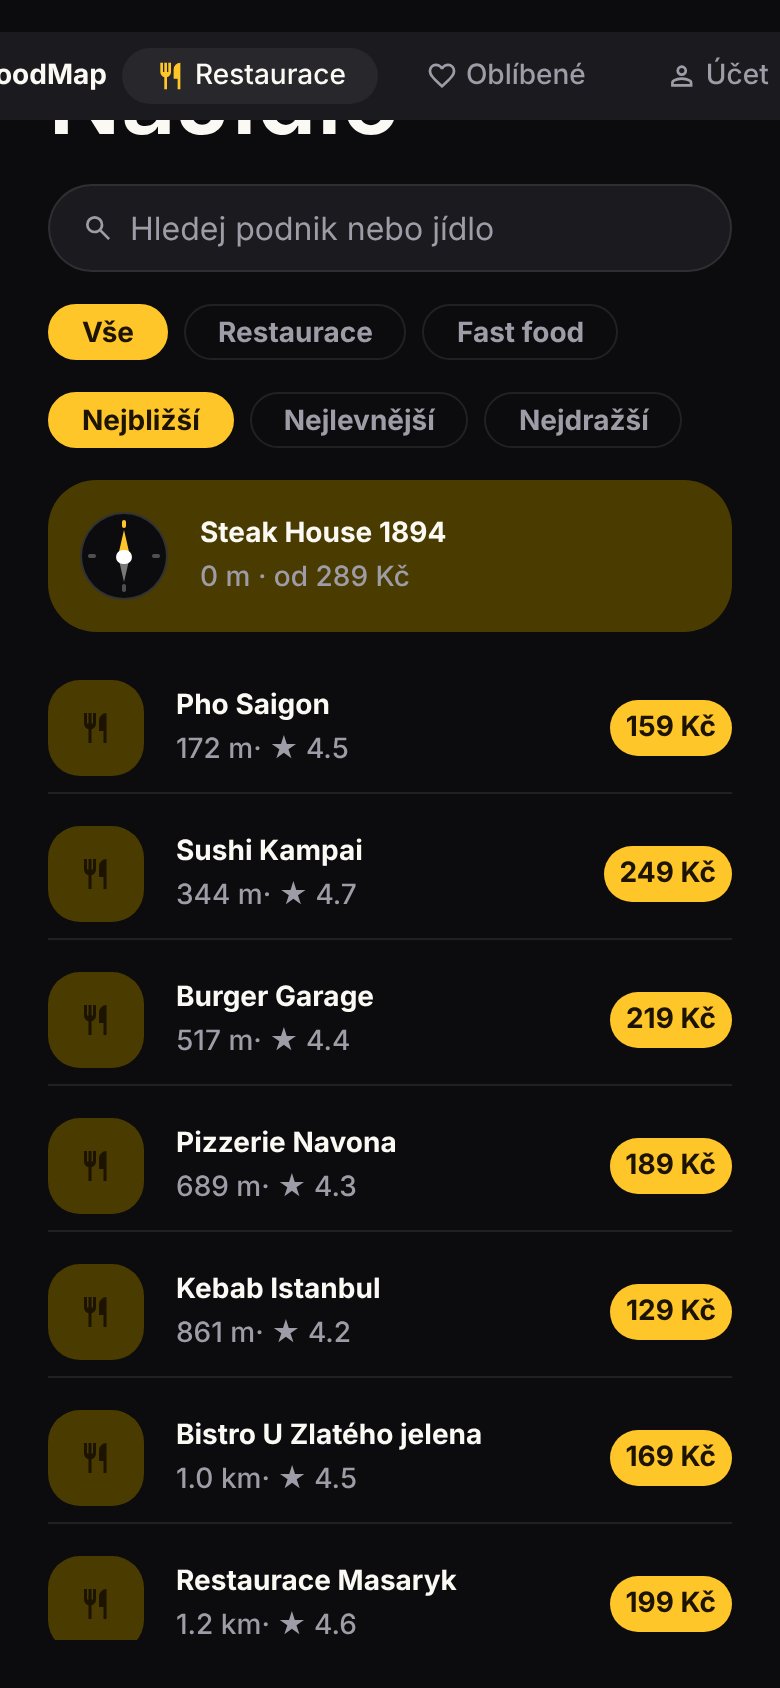 oodMap Restaurace Oblíbené Účet
Hledej podnik nebo jídlo
Vše Restaurace Fast food
Nejbližší Nejlevnější Nejdražší
Steak House 1894
0 m · od 289 Kč
Pho Saigon
172 m· ★ 4.5
159 Kč
Sushi Kampai
344 m· ★ 4.7
249 Kč
Burger Garage
517 m· ★ 4.4
219 Kč
Pizzerie Navona
689 m· ★ 4.3
189 Kč
Kebab Istanbul
861 m· ★ 4.2
129 Kč
Bistro U Zlatého jelena
1.0 km· ★ 4.5
169 Kč
Restaurace Masaryk
1.2 km· ★ 4.6
199 Kč